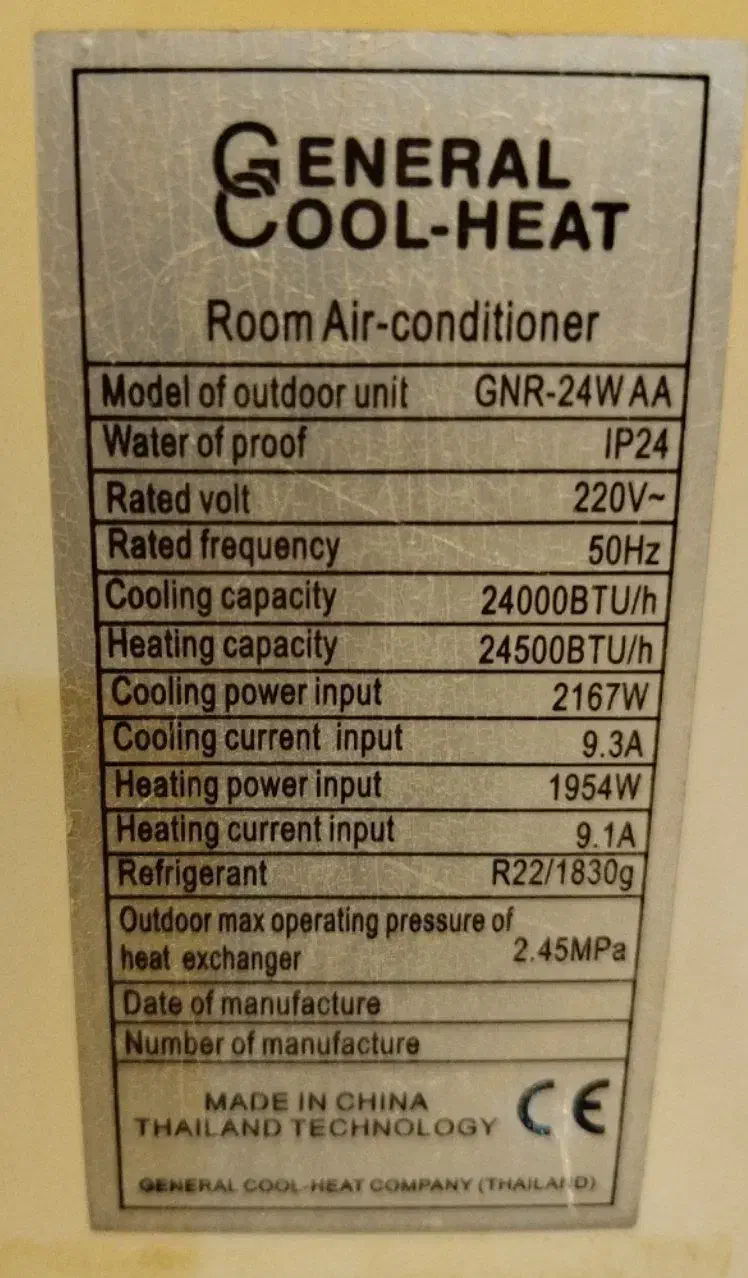 GENERAL
COOL-HEAT
Room Air-conditioner
Model of outdoor unit GNR-24WAA
Water of proof IP24
Rated volt 220V~
Rated frequency 50Hz
Cooling capacity 24000BTU/h
Heating capacity 24500BTU/h
Cooling power input 2167W
Cooling current input 9.3A
Heating power input 1954W
Heating current input 9.1A
Refrigerant R22/1830g
Outdoor max operating pressure of
heat exchanger 2.45MPa
Date of manufacture
Number of manufacture
MADE IN CHINA
THAILAND TECHNOLOGY
CE
GENERAL COOL-HEAT COMPANY (THAILAND)